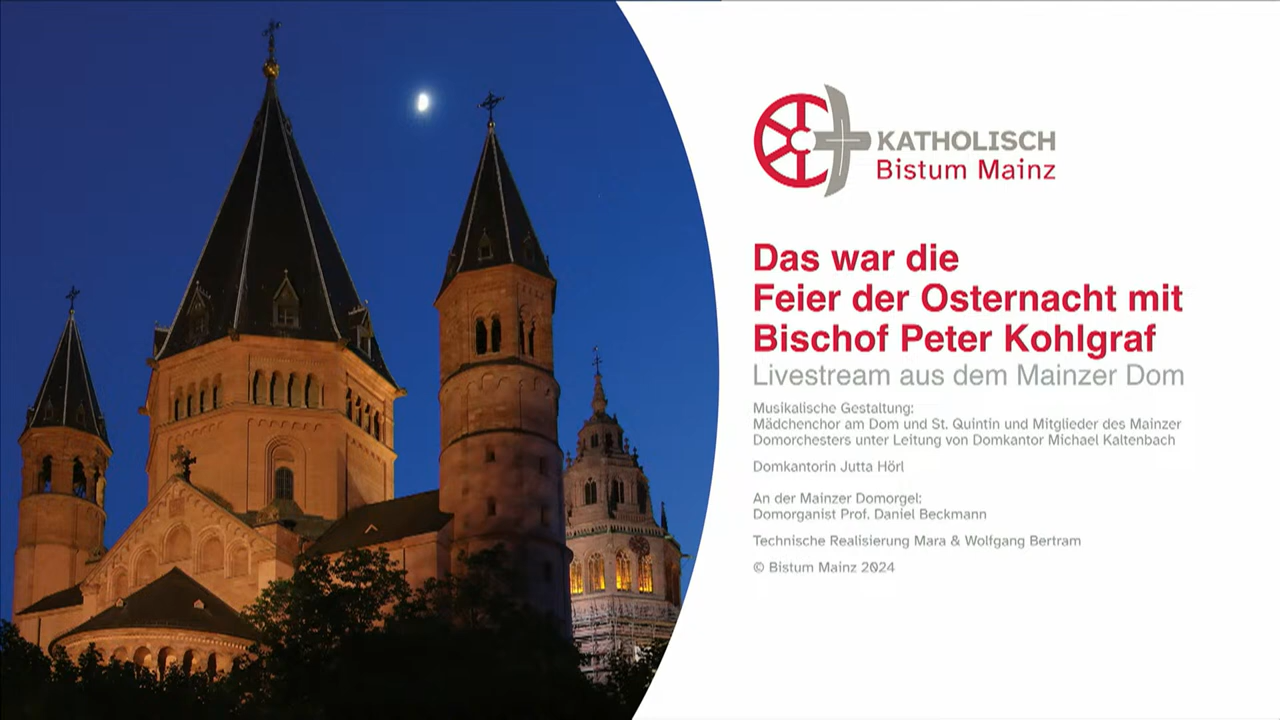 KATHOLISCH
Bistum Mainz
Das war die
Feier der Osternacht mit
Bischof Peter Kohlgraf
Livestream aus dem Mainzer Dom
Musikalische Gestaltung:
Mädchenchor am Dom und St. Quintin und Mitglieder des Mainzer
Domorchesters unter Leitung von Domkantor Michael Kaltenbach
Domkantorin Jutta Hörl
An der Mainzer Domorgel:
Domorganist Prof. Daniel Beckmann
Technische Realisierung Mara & Wolfgang Bertram
© Bistum Mainz 2024